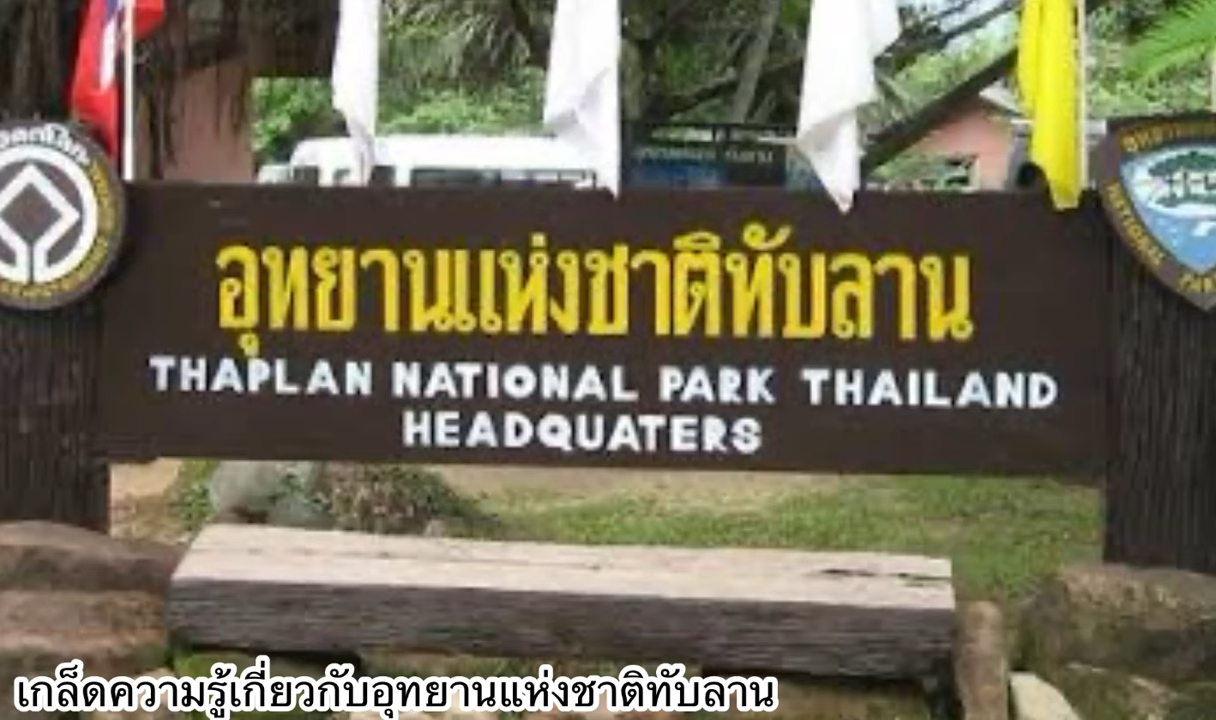 อุทยานแห่งชาติทับลาน
THAPLAN NATIONAL PARK THAILAND
HEADQUATERS
NATIONAL
เกล็ดความรู้เกี่ยวกับอุทยานแห่งชาติทับลาน